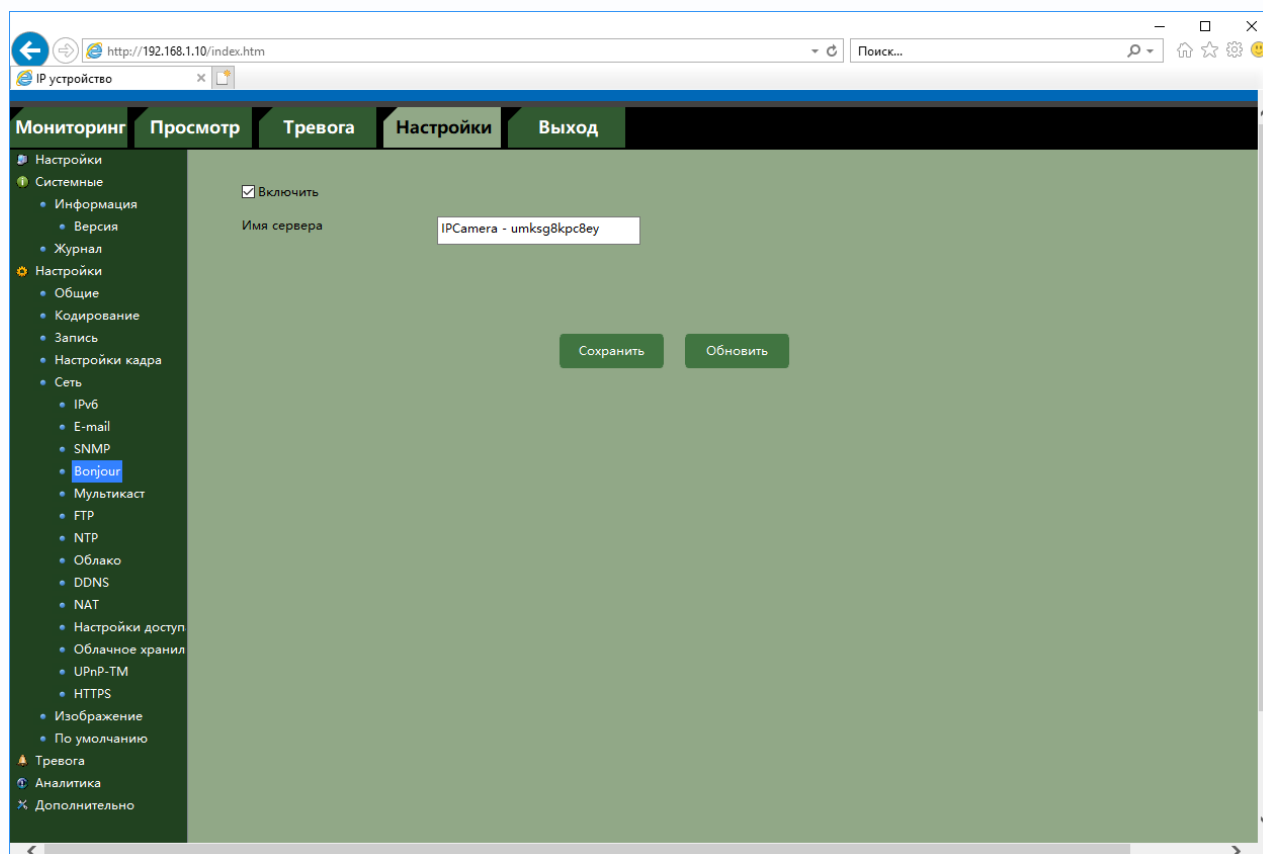 http://192.168.1.10/index.htm
Поиск...
IP устройство
Мониторинг Просмотр Тревога Настройки Выход
Настройки
Системные
Информация
Версия
Журнал
Настройки
Общие
Кодирование
Запись
Настройки кадра
Сеть
IPv6
E-mail
SNMP
Bonjour
Мультикаст
FTP
NTP
Облако
DDNS
NAT
Настройки доступ
Облачное хранил
UPnP-TM
HTTPS
Изображение
По умолчанию
Тревога
Аналитика
Дополнительно
Включить
Имя сервера IPCamera - umksg8kpc8ey
Сохранить Обновить